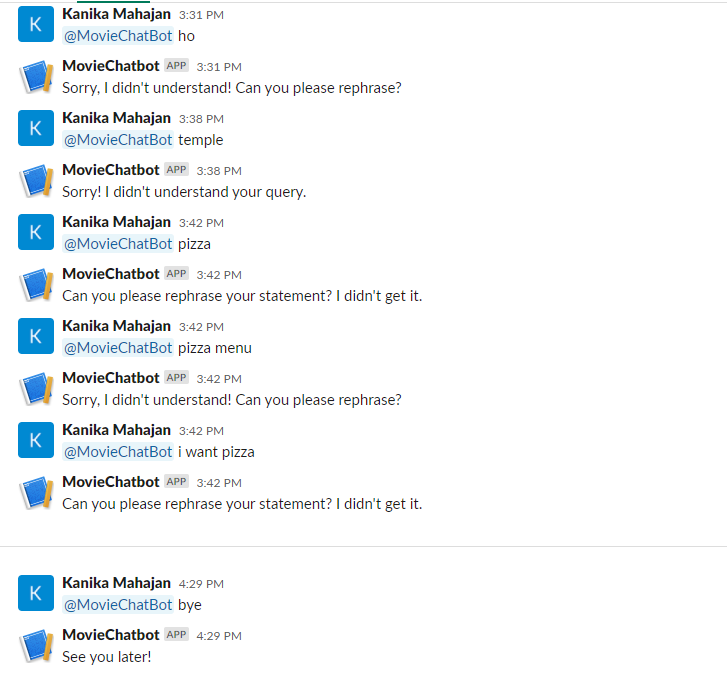 Kanika Mahajan 3:31 PM
@MovieChatBot ho
MovieChatbot APP 3:31 PM
Sorry, I didn't understand! Can you please rephrase?
K
Kanika Mahajan 3:38 PM
@MovieChatBot temple
MovieChatbot APP 3:38 PM
Sorry! I didn't understand your query.
K
Kanika Mahajan 3:42 PM
@MovieChatBot pizza
MovieChatbot APP 3:42 PM
Can you please rephrase your statement? I didn't get it.
K
Kanika Mahajan 3:42 PM
@MovieChatBot pizza menu
MovieChatbot APP 3:42 PM
Sorry, I didn't understand! Can you please rephrase?
K
Kanika Mahajan 3:42 PM
@MovieChatBot i want pizza
MovieChatbot APP 3:42 PM
Can you please rephrase your statement? I didn't get it.
K
Kanika Mahajan 4:29 PM
@MovieChatBot bye
MovieChatbot APP 4:29 PM
See you later!
K